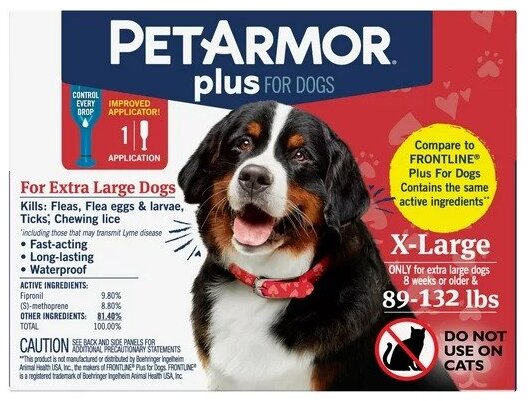 PETARMOR®
plus FOR DOGS
CONTROL
EVERY
DROP
IMPROVED
APPLICATOR!
1
APPLICATION
For Extra Large Dogs
Kills: Fleas, Flea eggs & larvae,
Ticks*, Chewing lice
*including those that may transmit Lyme disease
• Fast-acting
• Long-lasting
• Waterproof
ACTIVE INGREDIENTS:
Fipronil 9.80%
(S)-methoprene 8.80%
OTHER INGREDIENTS: 81.40%
TOTAL 100.00%
CAUTION SEE BACK AND SIDE PANELS FOR
ADDITIONAL PRECAUTIONARY STATEMENTS
**This product is not manufactured or distributed by Boehringer Ingelheim
Animal Health USA, Inc., the makers of FRONTLINE® Plus for Dogs. FRONTLINE®
is a registered trademark of Boehringer Ingelheim Animal Health USA, Inc.
Compare to
FRONTLINE®
Plus For Dogs
Contains the same
active ingredients**
X-Large
ONLY for extra large dogs
8 weeks or older &
89-132 lbs
DO NOT
USE ON
CATS